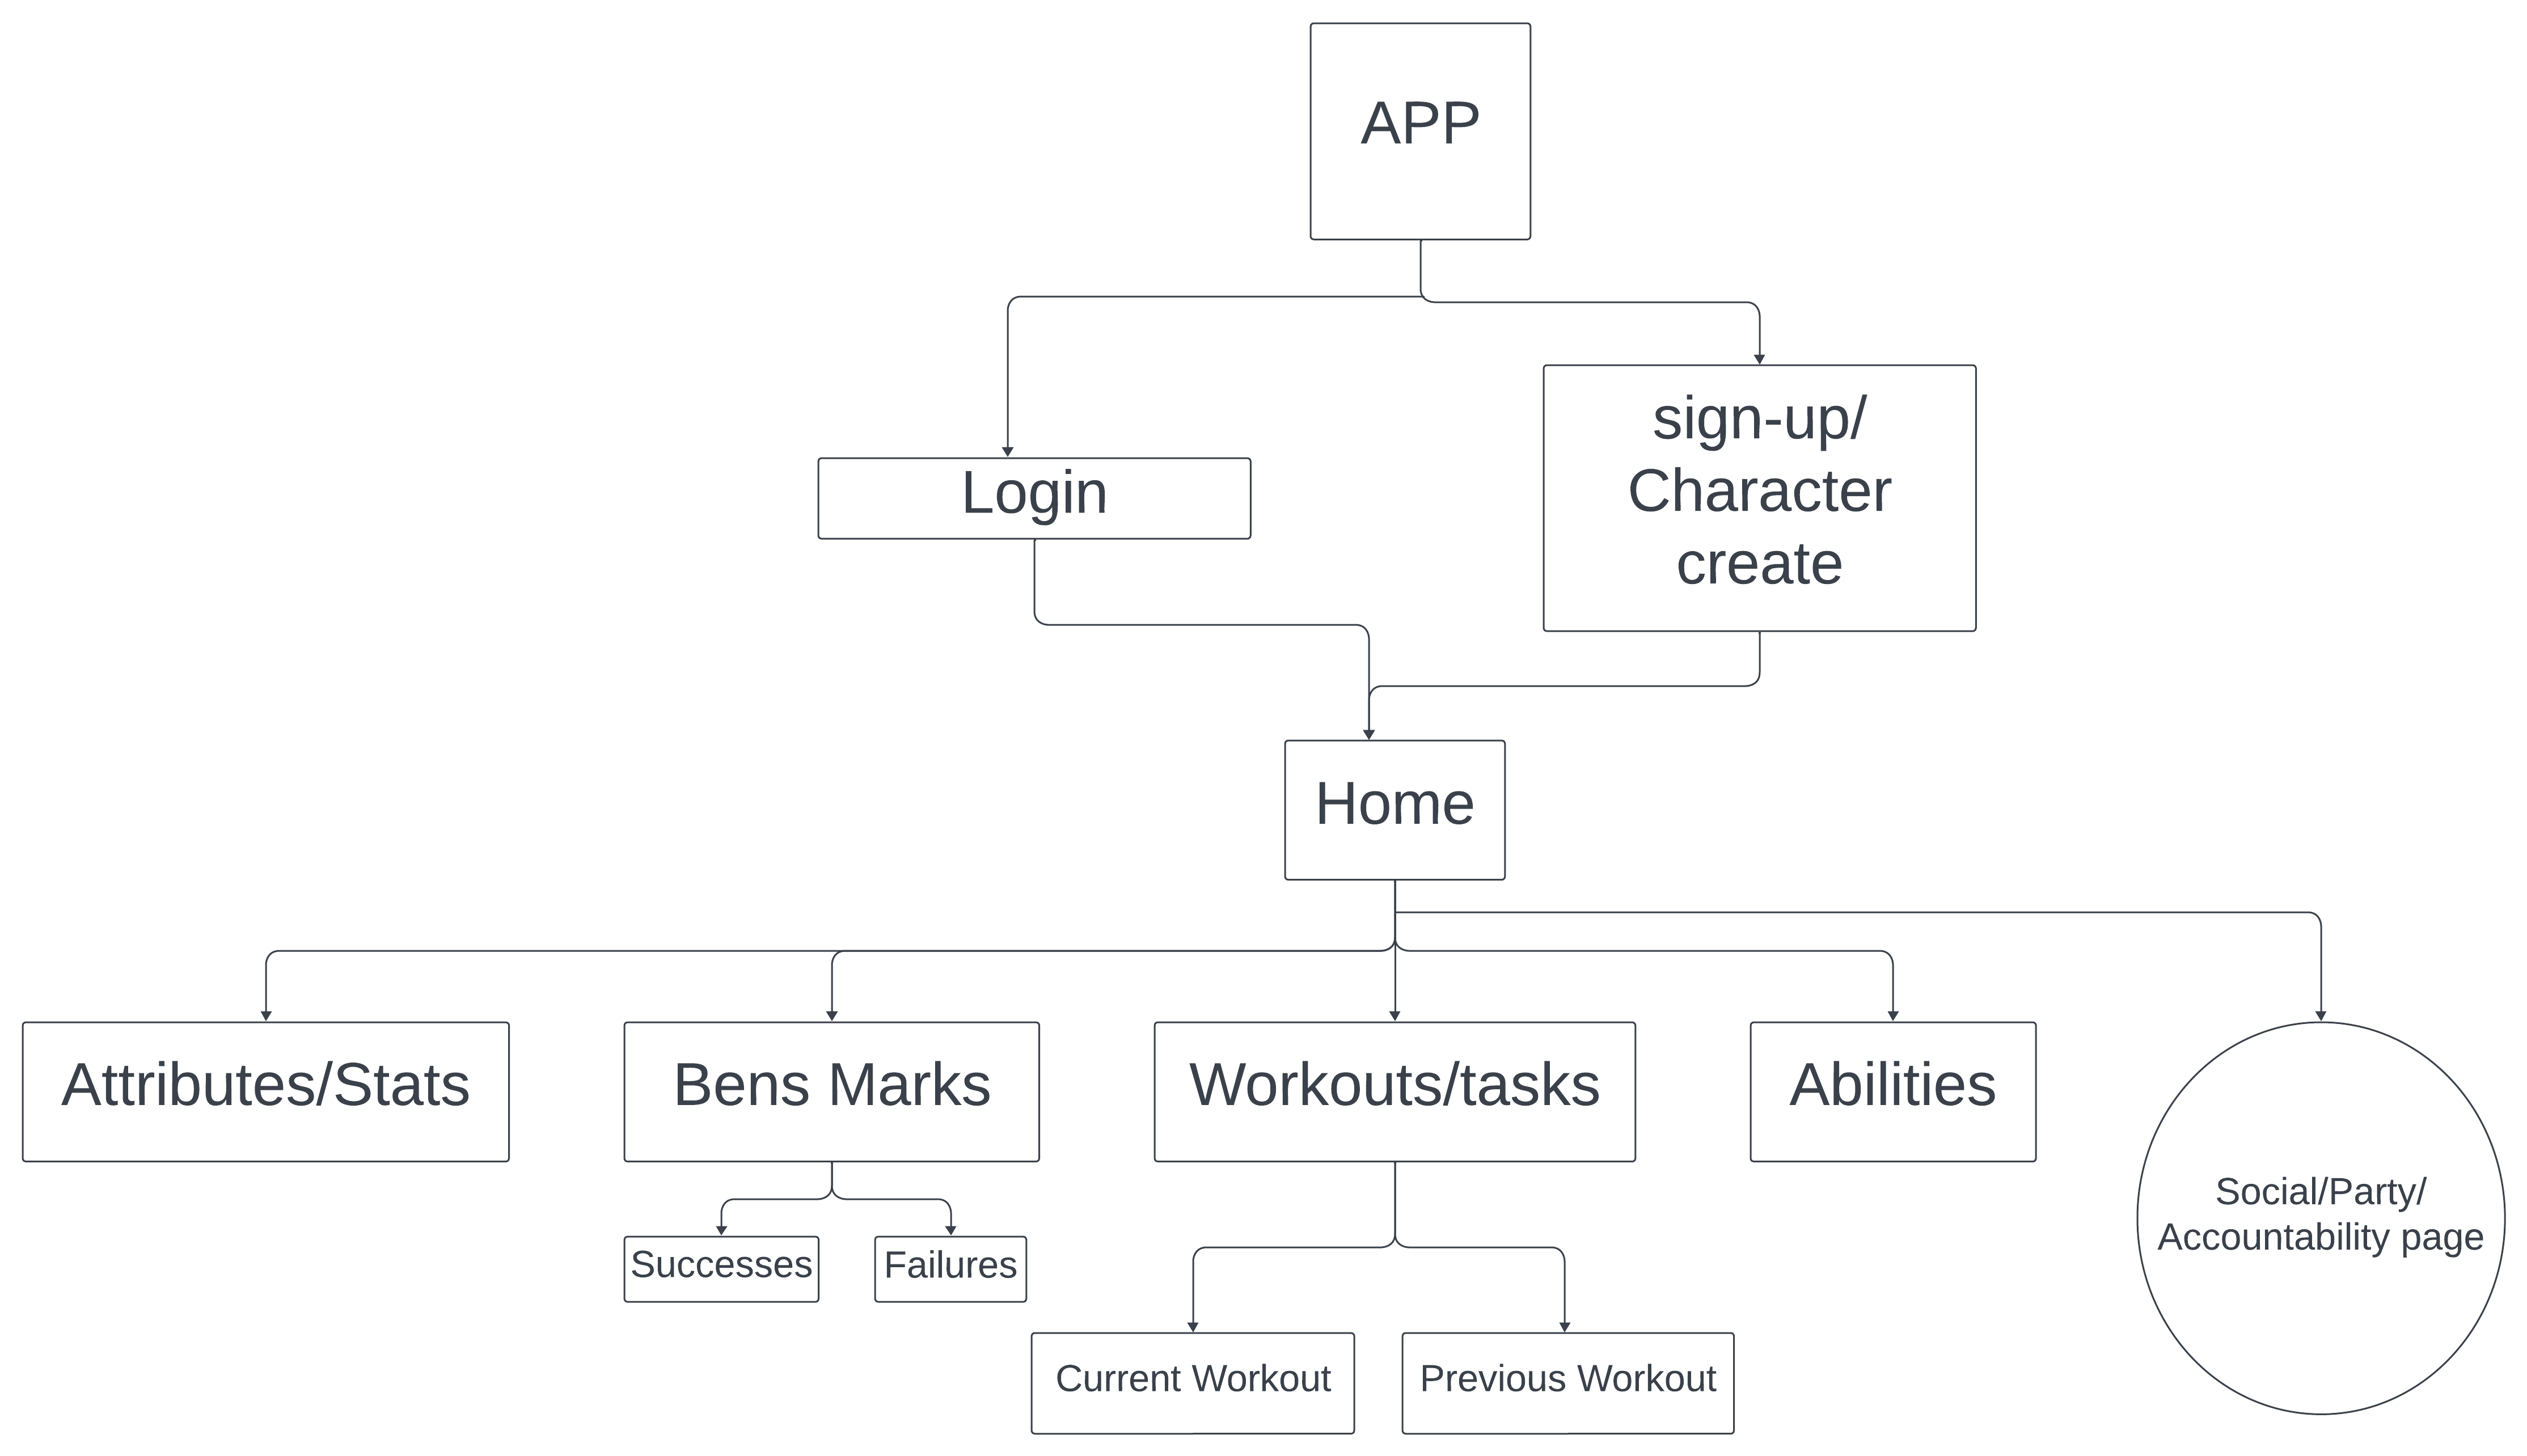 APP
Login
sign-up/
Character
create
Home
Attributes/Stats
Bens Marks
Workouts/tasks
Abilities
Social/Party/
Accountability page
Successes
Failures
Current Workout
Previous Workout